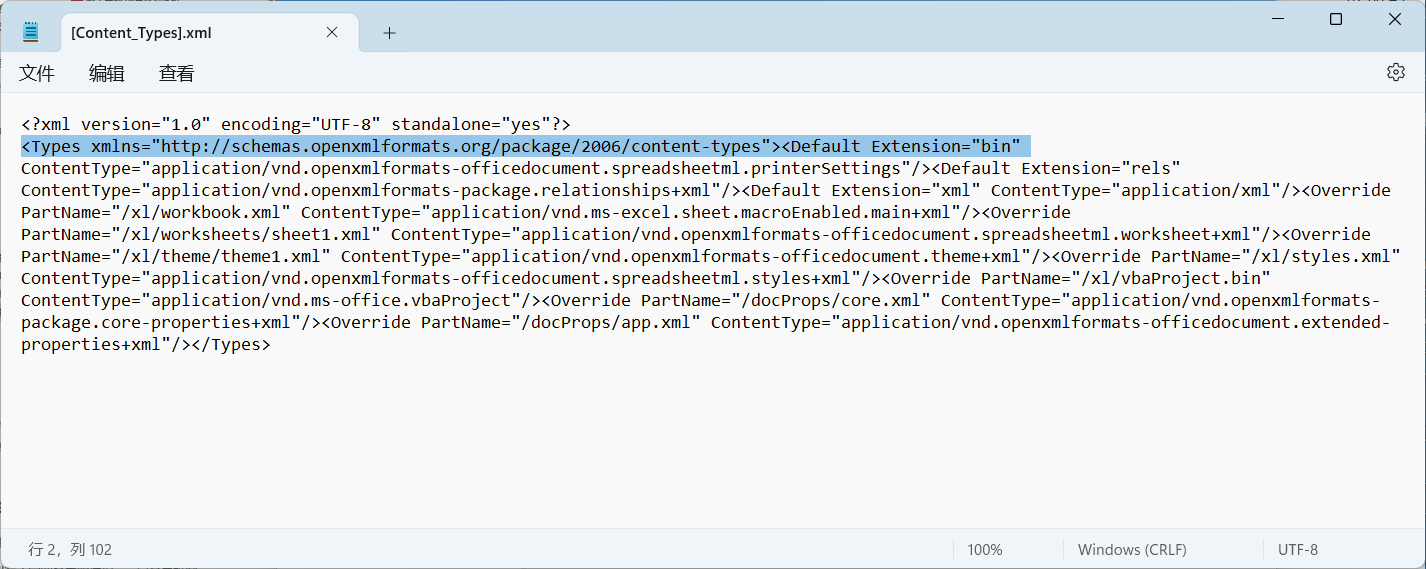 [Content_Types].xml
文件 编辑 查看
<?xml version="1.0" encoding="UTF-8" standalone="yes"?>
<Types xmlns="http://schemas.openxmlformats.org/package/2006/content-types"><Default Extension="bin"
ContentType="application/vnd.openxmlformats-officedocument.spreadsheetml.printerSettings"/><Default Extension="rels"
ContentType="application/vnd.openxmlformats-package.relationships+xml"/><Default Extension="xml" ContentType="application/xml"/><Override
PartName="/xl/workbook.xml" ContentType="application/vnd.ms-excel.sheet.macroEnabled.main+xml"/><Override
PartName="/xl/worksheets/sheet1.xml" ContentType="application/vnd.openxmlformats-officedocument.spreadsheetml.worksheet+xml"/><Override
PartName="/xl/theme/theme1.xml" ContentType="application/vnd.openxmlformats-officedocument.theme+xml"/><Override PartName="/xl/styles.xml"
ContentType="application/vnd.openxmlformats-officedocument.spreadsheetml.styles+xml"/><Override PartName="/xl/vbaProject.bin"
ContentType="application/vnd.ms-office.vbaProject"/><Override PartName="/docProps/core.xml" ContentType="application/vnd.openxmlformats-
package.core-properties+xml"/><Override PartName="/docProps/app.xml" ContentType="application/vnd.openxmlformats-officedocument.extended-
properties+xml"/></Types>
行 2，列 102 100% Windows (CRLF) UTF-8